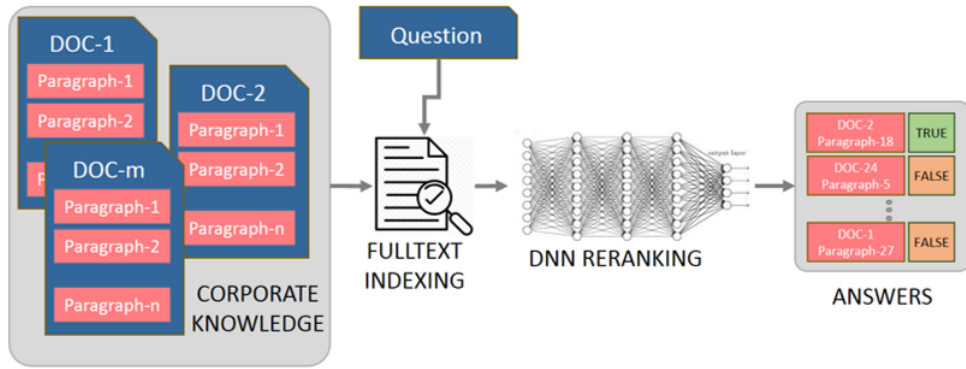 DOC-1
Paragraph-1
Paragraph-2
P
DOC-2
Paragraph-1
Paragraph-2
Paragraph-n
DOC-m
Paragraph-1
Paragraph-2
Paragraph-n
CORPORATE
KNOWLEDGE
Question
FULLTEXT
INDEXING
output layer
DNN RERANKING
DOC-2
Paragraph-18
TRUE
DOC-24
Paragraph-5
FALSE
DOC-1
Paragraph-27
FALSE
ANSWERS